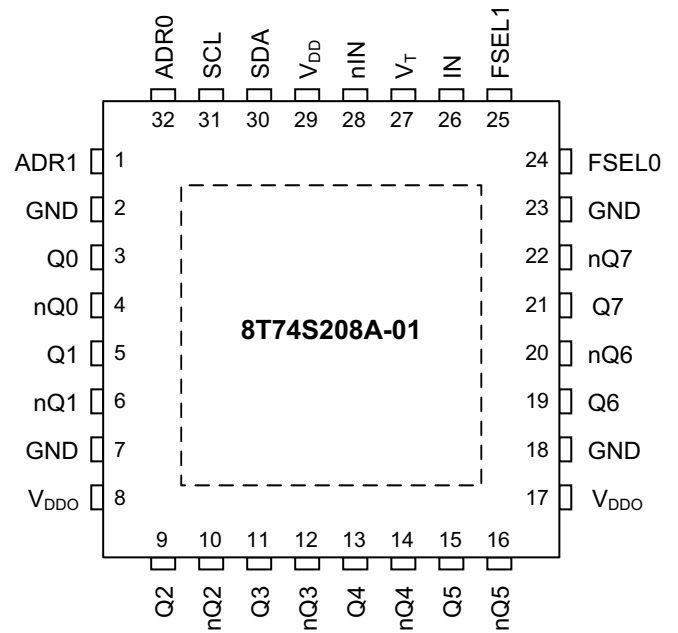 ADR0 SCL SDA VDD nIN VT IN FSEL1
32 31 30 29 28 27 26 25
ADR1 1 24 FSEL0
GND 2 23 GND
Q0 3 22 nQ7
nQ0 4 21 Q7
8T74S208A-01
Q1 5 20 nQ6
nQ1 6 19 Q6
GND 7 18 GND
VDDO 8 17 VDDO
9 10 11 12 13 14 15 16
Q2 nQ2 Q3 nQ3 Q4 nQ4 Q5 nQ5